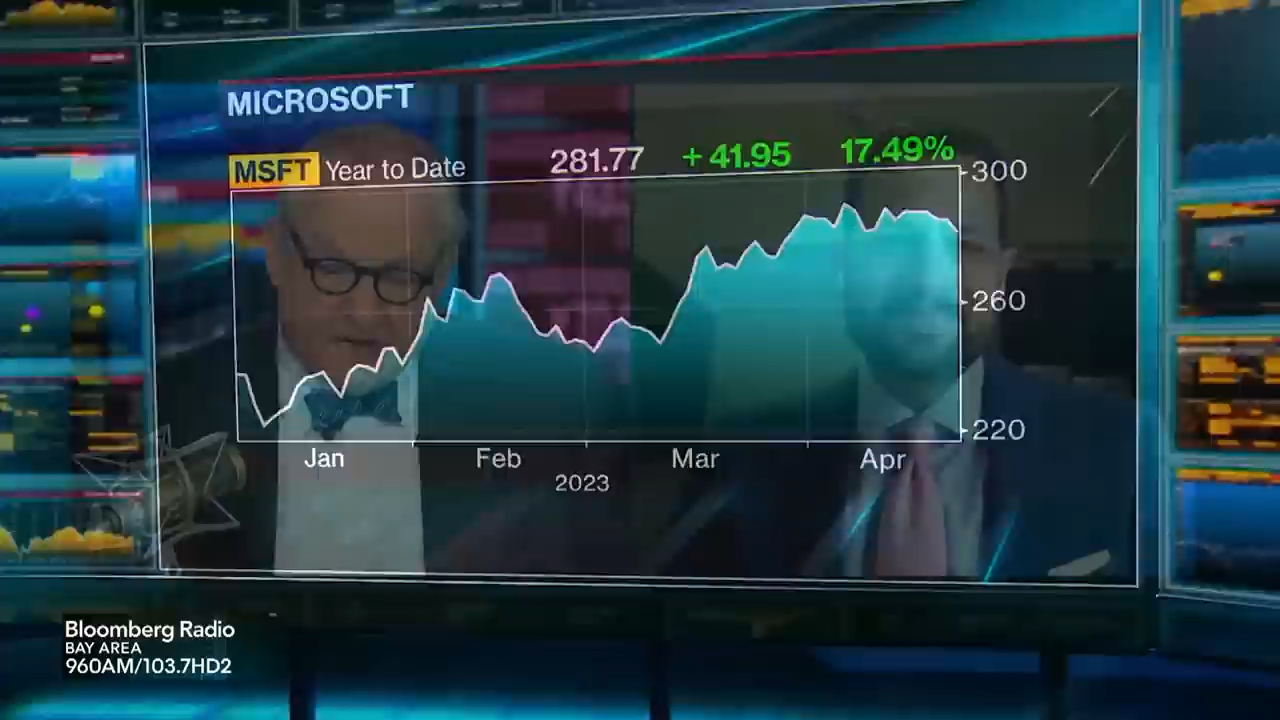 MICROSOFT
MSFT Year to Date 281.77 + 41.95 17.49%
300
260
220
Jan Feb Mar Apr
2023
Bloomberg Radio
BAY AREA
960AM/103.7HD2